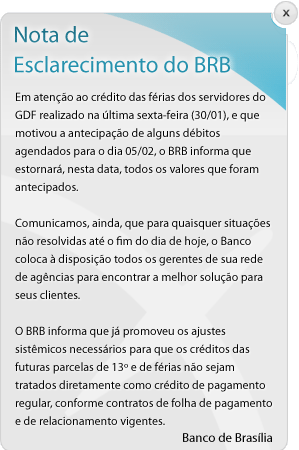 x
Nota de
Esclarecimento do BRB
Em atenção ao crédito das férias dos servidores do
GDF realizado na última sexta-feira (30/01), e que
motivou a antecipação de alguns débitos
agendados para o dia 05/02, o BRB informa que
estornará, nesta data, todos os valores que foram
antecipados.
Comunicamos, ainda, que para quaisquer situações
não resolvidas até o fim do dia de hoje, o Banco
coloca à disposição todos os gerentes de sua rede
de agências para encontrar a melhor solução para
seus clientes.
O BRB informa que já promoveu os ajustes
sistêmicos necessários para que os créditos das
futuras parcelas de 13º e de férias não sejam
tratados diretamente como crédito de pagamento
regular, conforme contratos de folha de pagamento
e de relacionamento vigentes.
Banco de Brasília